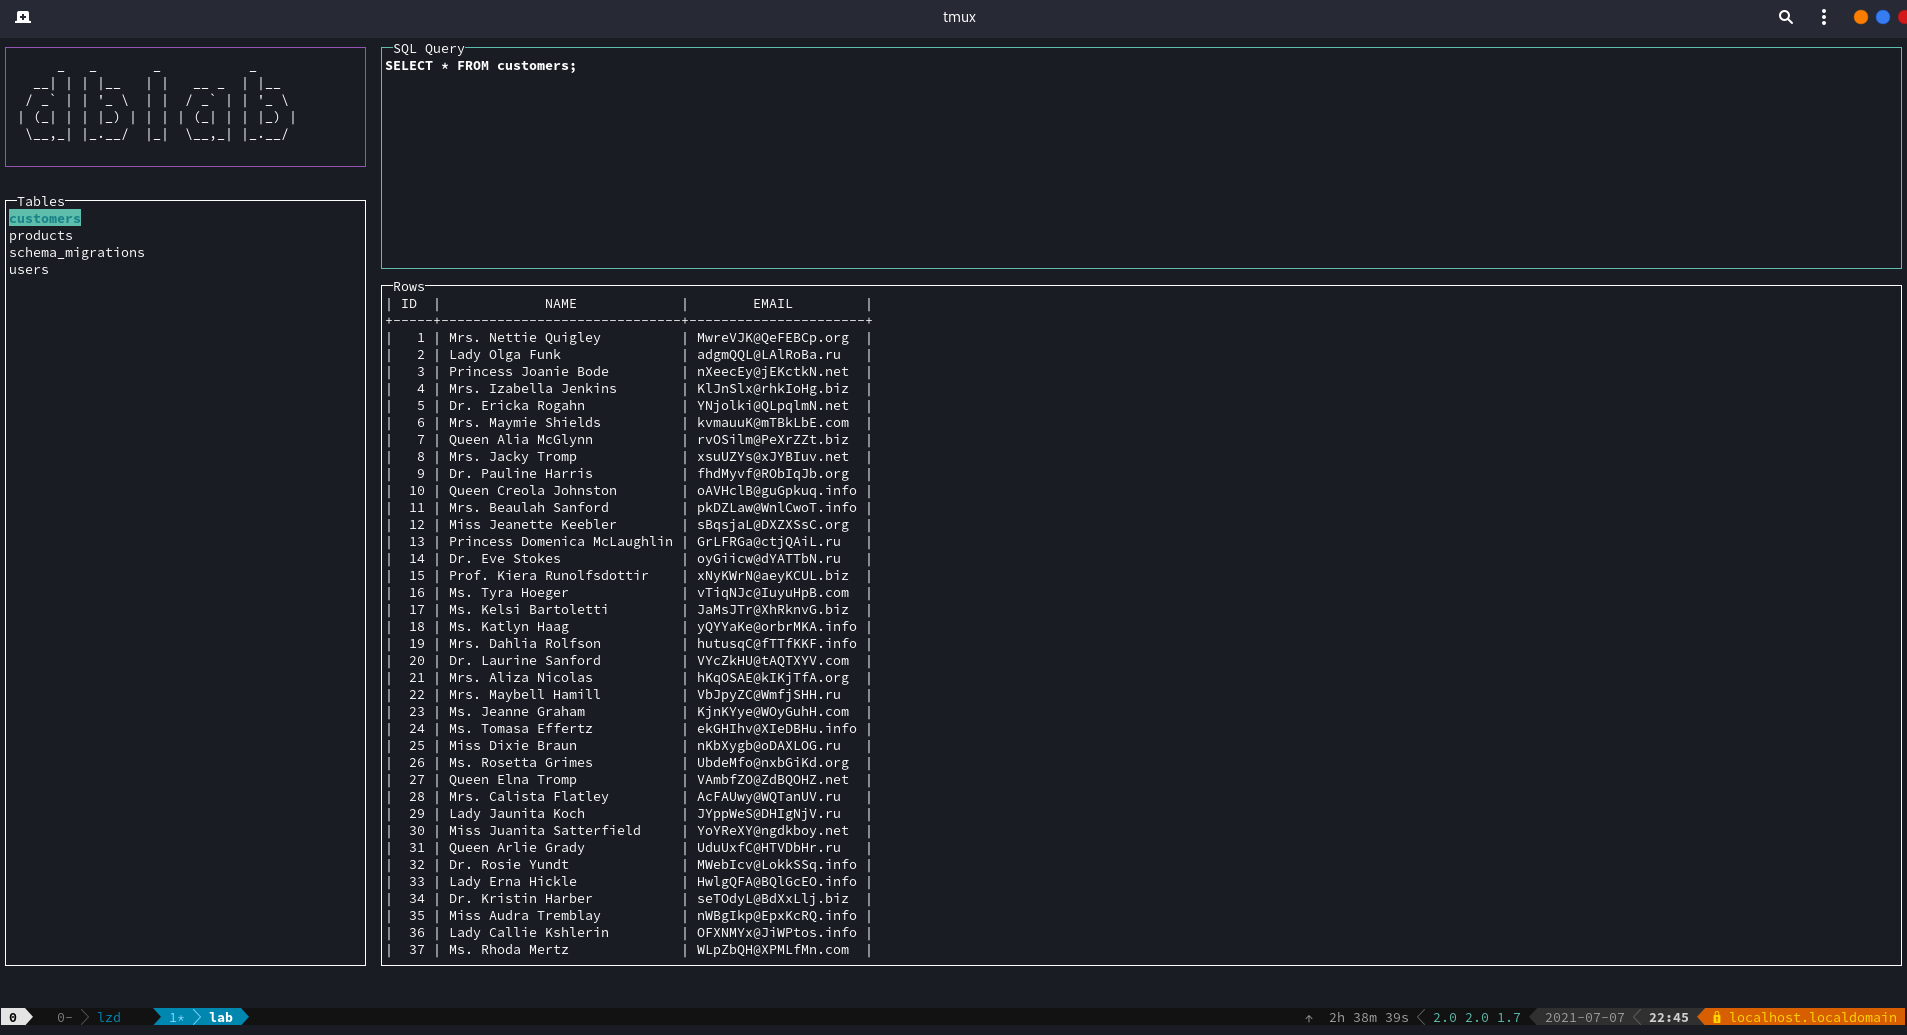 tmux
dblab
Tables
customers
products
schema_migrations
users
SQL Query
SELECT * FROM customers;
Rows
| ID | NAME | EMAIL |
| 1 | Mrs. Nettie Quigley | MwreVJK@QeFEBCp.org |
| 2 | Lady Olga Funk | adgmQQL@LAlRoBa.ru |
| 3 | Princess Joanie Bode | nXeecEy@jEKctkN.net |
| 4 | Mrs. Izabella Jenkins | KlJnSlx@rhkIoHg.biz |
| 5 | Dr. Ericka Rogahn | YNjolki@QLpqlmN.net |
| 6 | Mrs. Maymie Shields | kvmauuK@mTBkLbE.com |
| 7 | Queen Alia McGlynn | rvOSilm@PeXrZZt.biz |
| 8 | Mrs. Jacky Tromp | xsuUZYs@xJYBIuv.net |
| 9 | Dr. Pauline Harris | fhdMyvf@RObIqJb.org |
| 10 | Queen Creola Johnston | oAVHclB@guGpkuq.info |
| 11 | Mrs. Beaulah Sanford | pkDZLaw@WnlCwoT.info |
| 12 | Miss Jeanette Keebler | sBqsjaL@DXZXSsC.org |
| 13 | Princess Domenica McLaughlin | GrLFRGa@ctjQAiL.ru |
| 14 | Dr. Eve Stokes | oyGiicw@dYATTbN.ru |
| 15 | Prof. Kiera Runolfsdottir | xNyKWrN@aeyKCUL.biz |
| 16 | Ms. Tyra Hoeger | vTiqNJc@IuyuHpB.com |
| 17 | Ms. Kelsi Bartoletti | JaMsJTr@XhRknvG.biz |
| 18 | Ms. Katlyn Haag | yQYYaKe@orbrMKA.info |
| 19 | Mrs. Dahlia Rolfson | hutusqC@fTTfKKF.info |
| 20 | Dr. Laurine Sanford | VYcZkHU@tAQTXYV.com |
| 21 | Mrs. Aliza Nicolas | hKqOSAE@kIKjTfA.org |
| 22 | Mrs. Maybell Hamill | VbJpyZC@WmfjSHH.ru |
| 23 | Ms. Jeanne Graham | KjnKYye@WOyGuhH.com |
| 24 | Ms. Tomasa Effertz | ekGHIhv@XIeDBHu.info |
| 25 | Miss Dixie Braun | nKbXygb@oDAXLOG.ru |
| 26 | Ms. Rosetta Grimes | UbdeMfo@nxbGiKd.org |
| 27 | Queen Elna Tromp | VAmbfZO@ZdBQOHZ.net |
| 28 | Mrs. Calista Flatley | AcFAUwy@WQTanUV.ru |
| 29 | Lady Jaunita Koch | JYppWeS@DHIgNjV.ru |
| 30 | Miss Juanita Satterfield | YoYReXY@ngdkboy.net |
| 31 | Queen Arlie Grady | UduUxfC@HTVDbHr.ru |
| 32 | Dr. Rosie Yundt | MWebIcv@LokkSSq.info |
| 33 | Lady Erna Hickle | HwlgQFA@BQlGcEO.info |
| 34 | Dr. Kristin Harber | seTOdyL@BdXxLlj.biz |
| 35 | Miss Audra Tremblay | nWBgIkp@EpxKcRQ.info |
| 36 | Lady Callie Kshlerin | OFXNMYx@JiWPtos.info |
| 37 | Ms. Rhoda Mertz | WLpZbQH@XPMLfMn.com |
0 0- lzd 1* lab ↑ 2h 38m 39s 2.0 2.0 1.7 2021-07-07 22:45 localhost.localdomain